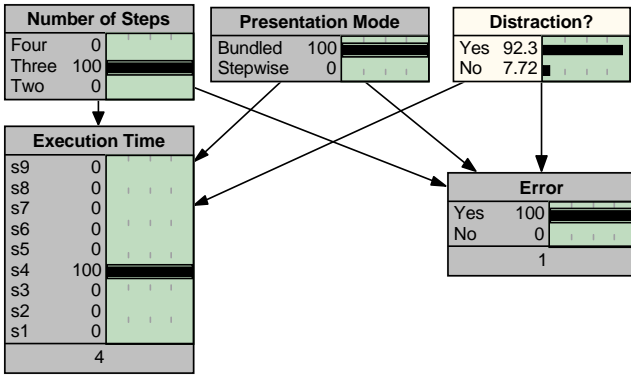 Number of Steps
Four 0
Three 100
Two 0
Presentation Mode
Bundled 100
Stepwise 0
Distraction?
Yes 92.3
No 7.72
Execution Time
s9 0
s8 0
s7 0
s6 0
s5 0
s4 100
s3 0
s2 0
s1 0
4
Error
Yes 100
No 0
1